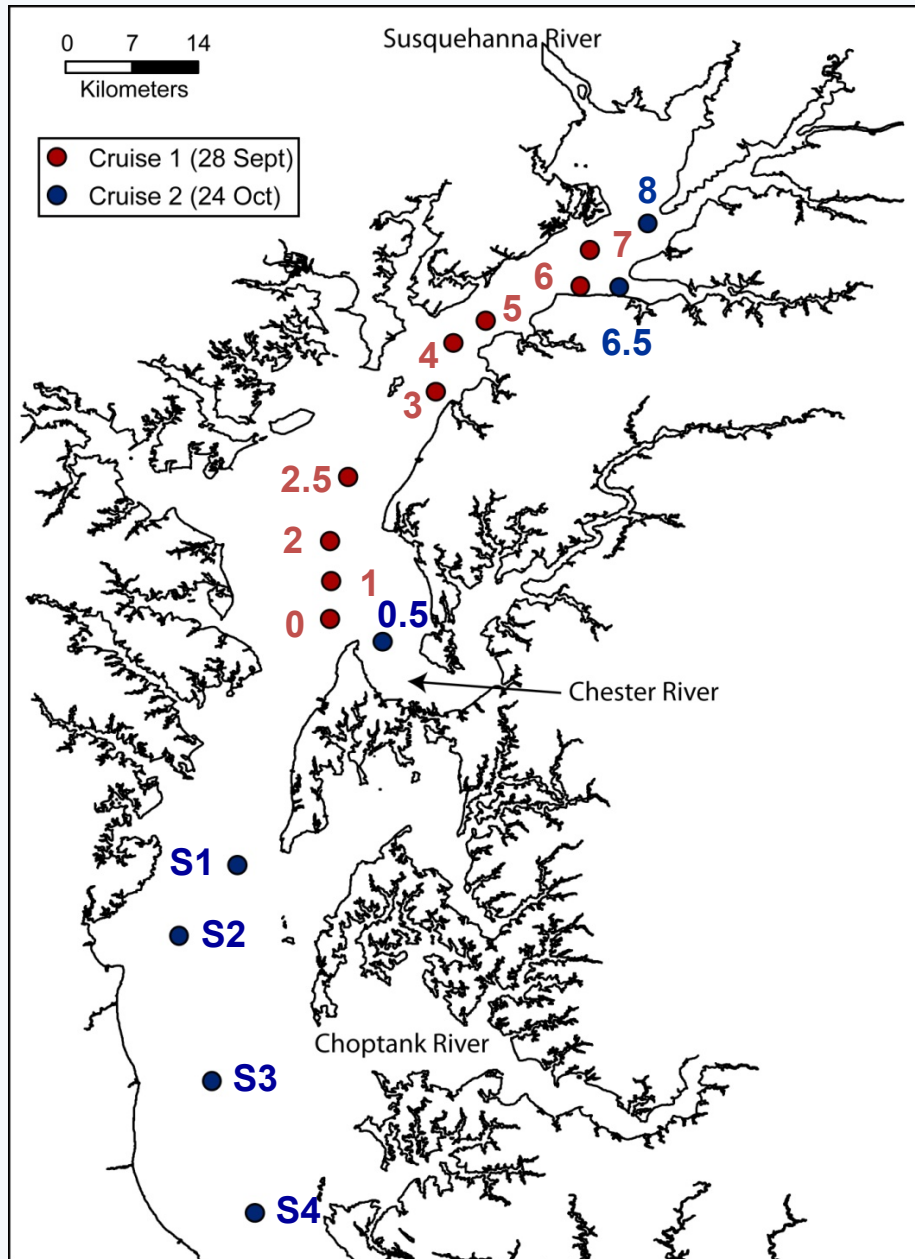 Susquehanna River
0 7 14
Kilometers
Cruise 1 (28 Sept)
Cruise 2 (24 Oct)
8
7
6
5
6.5
4
3
2.5
2
1
0.5
0
Chester River
S1
S2
Choptank River
S3
S4